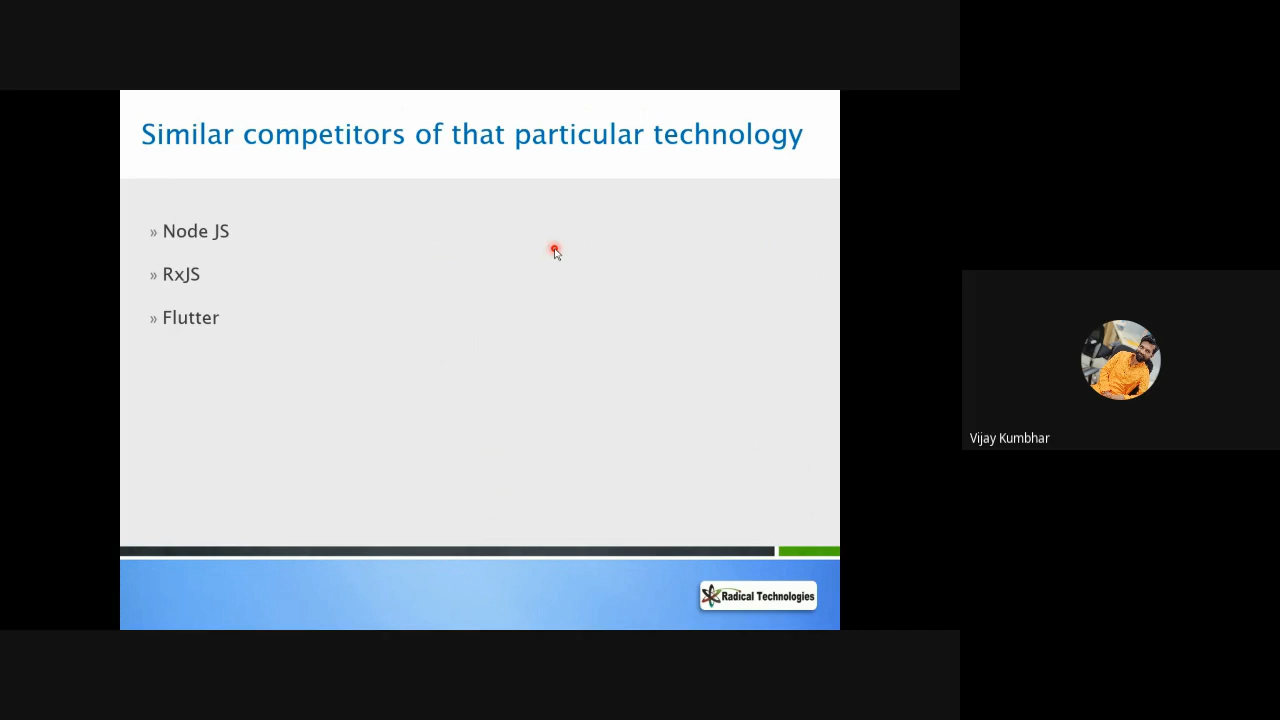 Similar competitors of that particular technology
» Node JS
» RxJS
» Flutter
Radical Technologies
Vijay Kumbhar